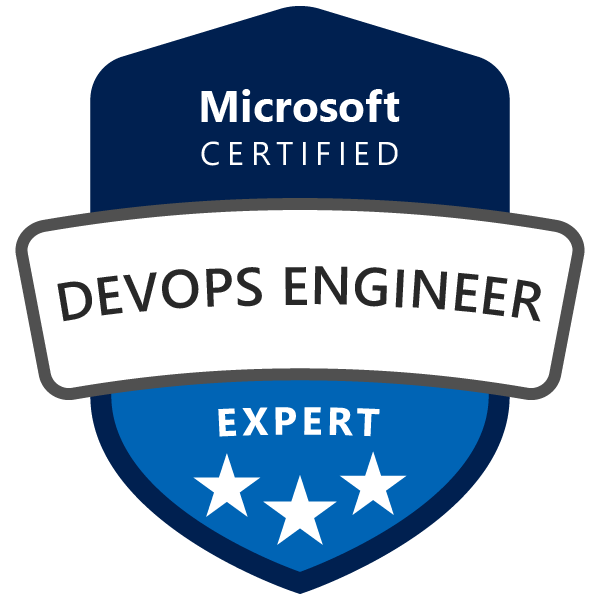 Microsoft
CERTIFIED
DEVOPS ENGINEER
EXPERT